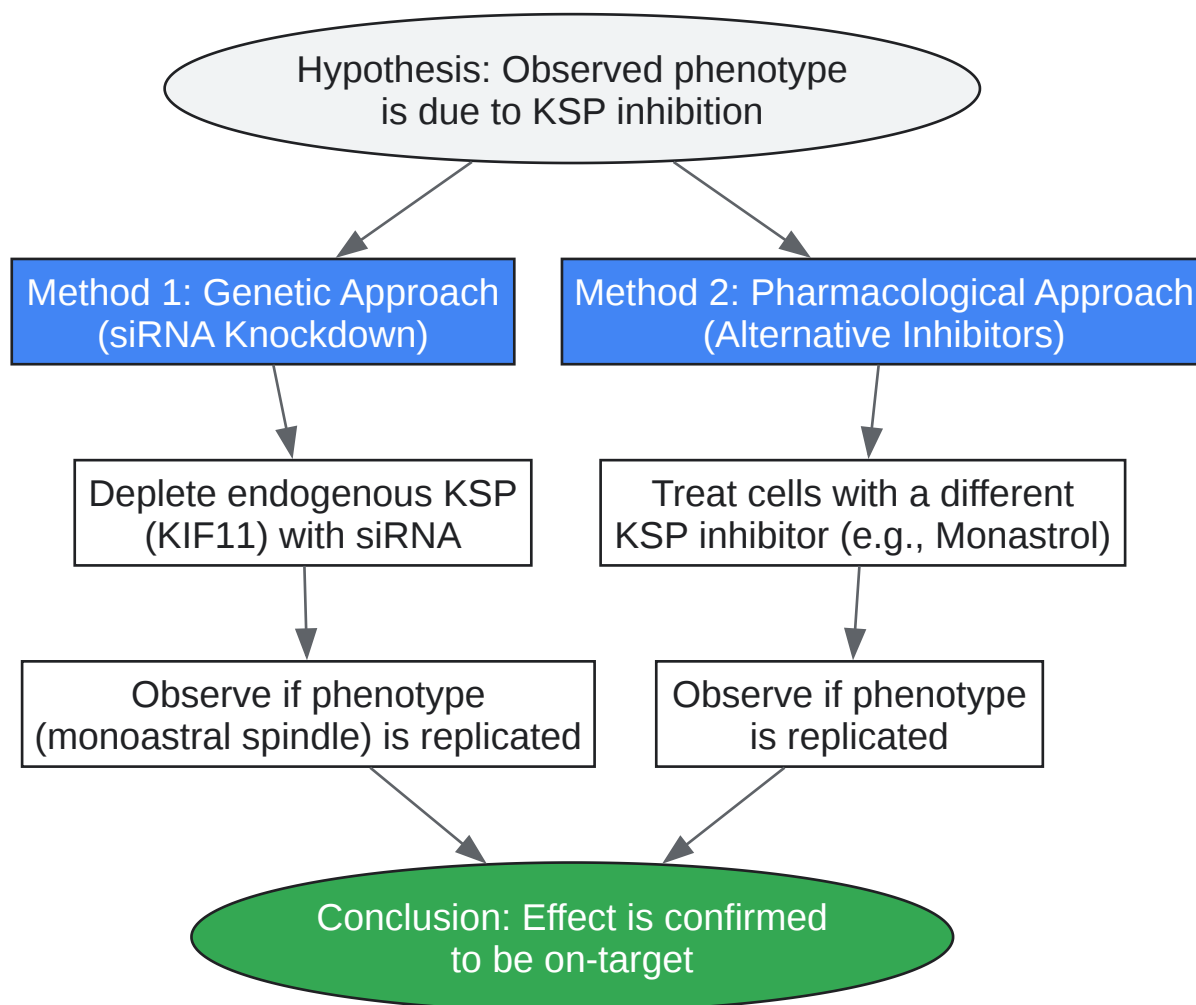 Hypothesis: Observed phenotype
is due to KSP inhibition
Method 1: Genetic Approach
(siRNA Knockdown)
Method 2: Pharmacological Approach
(Alternative Inhibitors)
Deplete endogenous KSP
(KIF11) with siRNA
Treat cells with a different
KSP inhibitor (e.g., Monastrol)
Observe if phenotype
(monoastral spindle) is replicated
Observe if phenotype
is replicated
Conclusion: Effect is confirmed
to be on-target